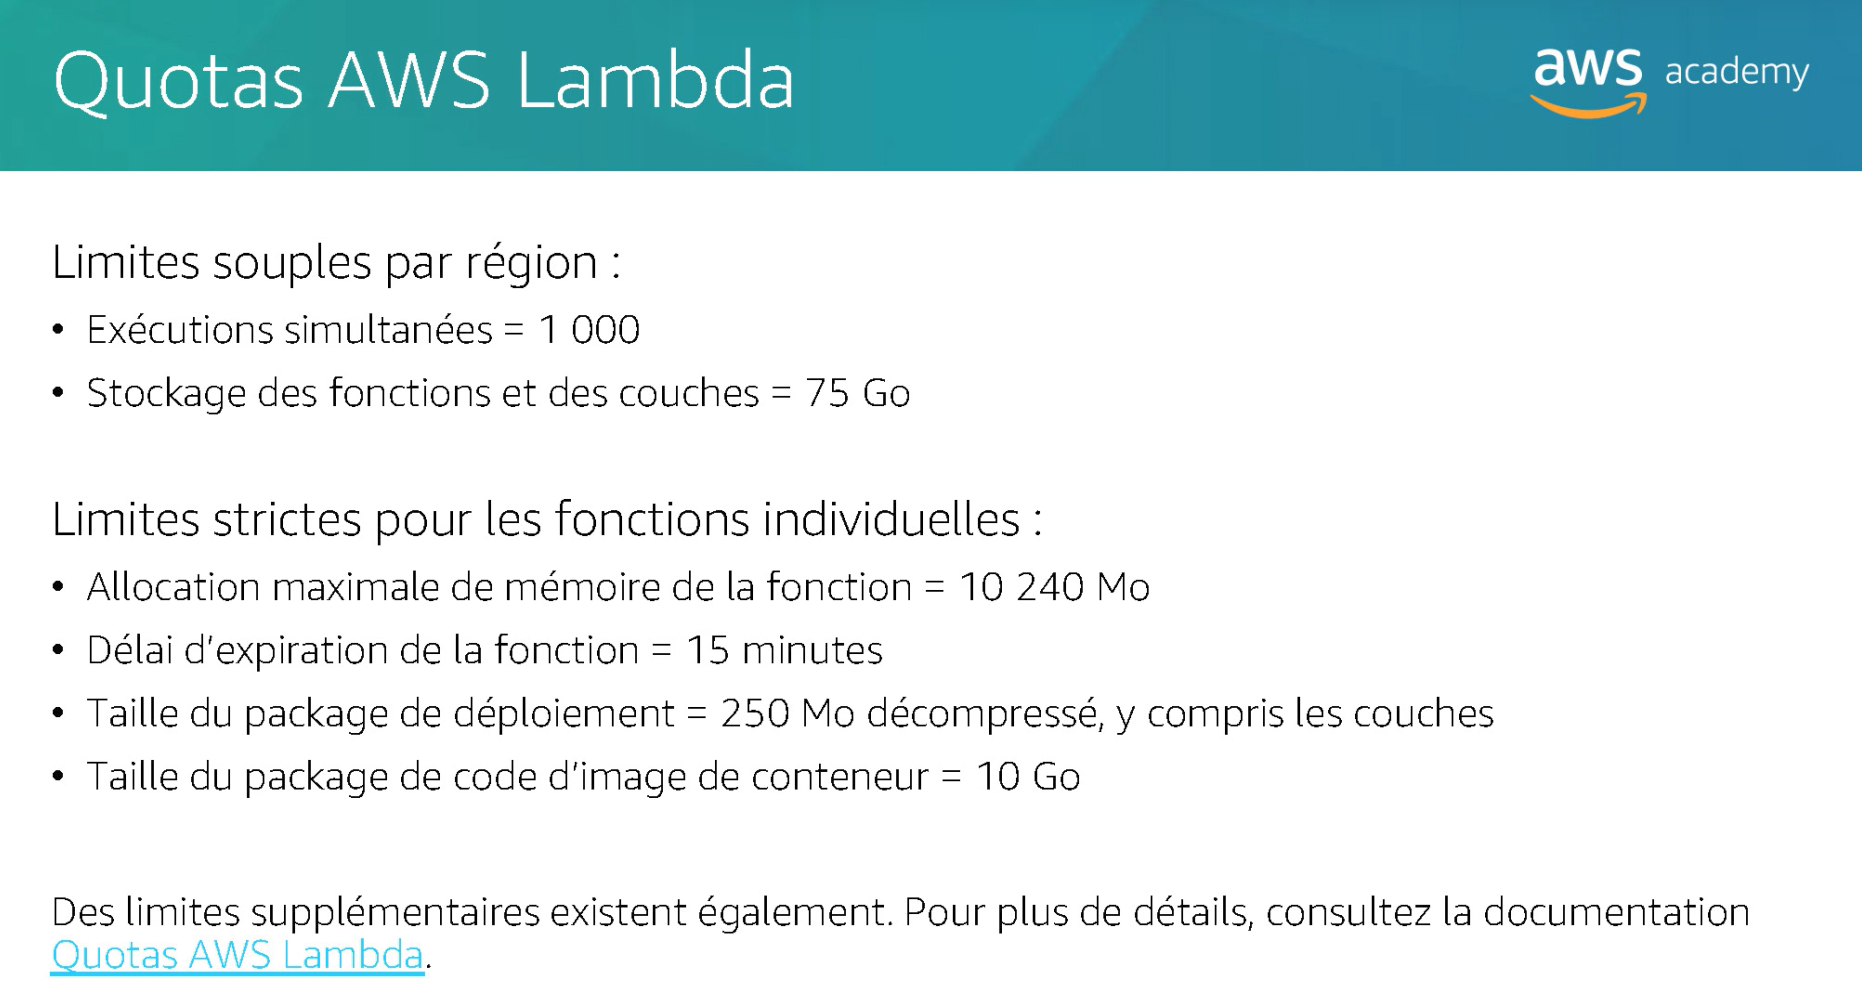 Quotas AWS Lambda
aws academy
Limites souples par région :
• Exécutions simultanées = 1 000
• Stockage des fonctions et des couches = 75 Go
Limites strictes pour les fonctions individuelles :
• Allocation maximale de mémoire de la fonction = 10 240 Mo
• Délai d’expiration de la fonction = 15 minutes
• Taille du package de déploiement = 250 Mo décompressé, y compris les couches
• Taille du package de code d’image de conteneur = 10 Go
Des limites supplémentaires existent également. Pour plus de détails, consultez la documentation
Quotas AWS Lambda.